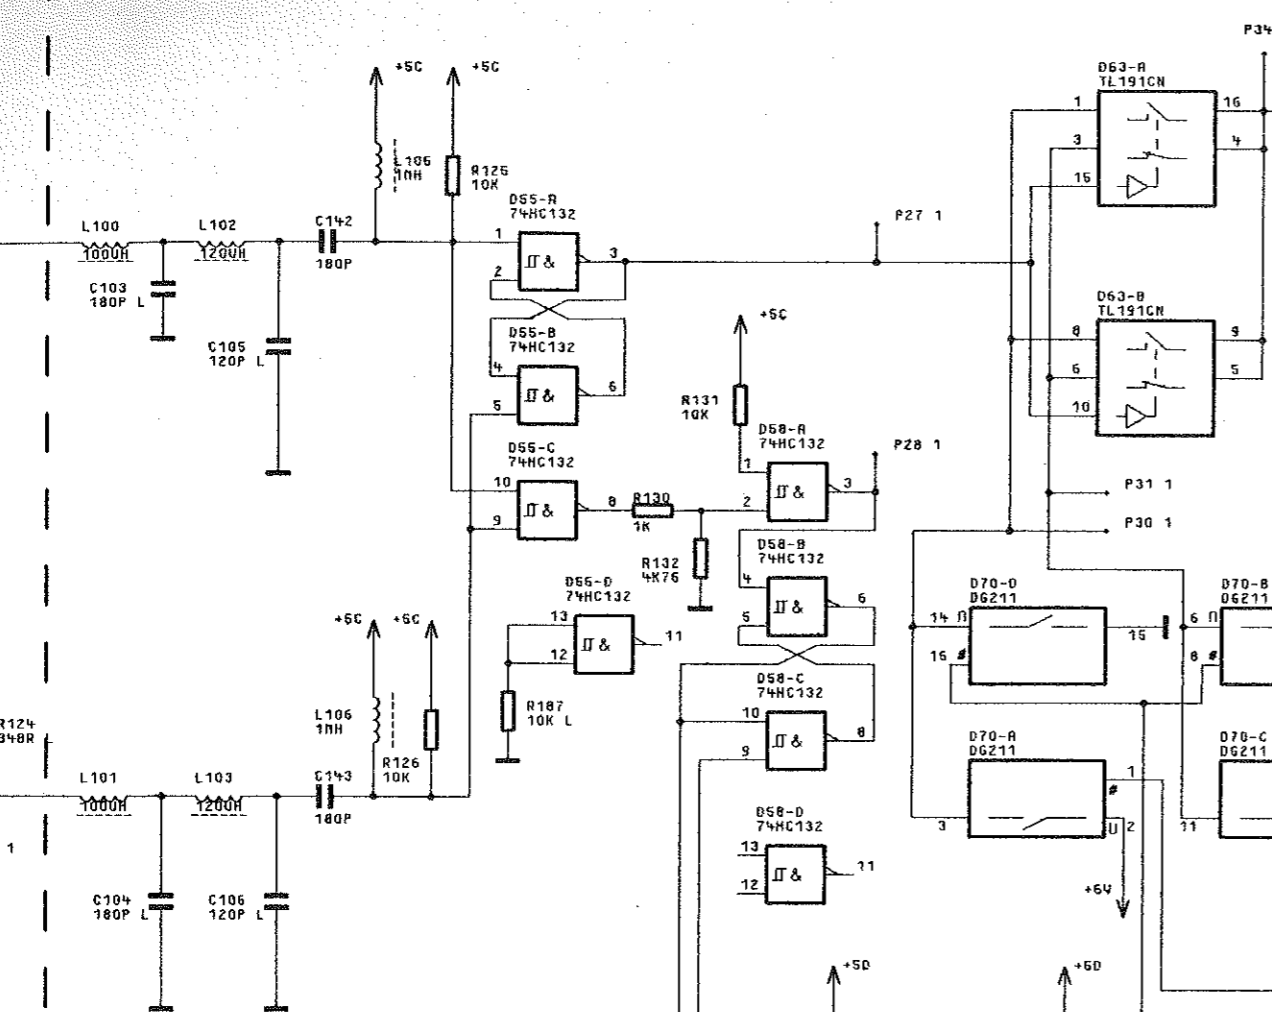 P34
+5C
+5C
D63-A
TL191CN
1
16
3
4
15
L105
1MH
R125
10K
D55-A
74HC132
L100
100UH
L102
120UH
C142
180P
1
3
2
⎍ &
P27 1
C103
180P L
C105
120P L
D55-B
74HC132
4
6
5
⎍ &
+5C
D63-B
TL191CN
8
9
6
5
10
R131
10K
D58-A
74HC132
1
3
2
⎍ &
P28 1
D55-C
74HC132
10
8
9
⎍ &
R130
1K
R132
4K75
P31 1
P30 1
D58-B
74HC132
4
6
5
⎍ &
D55-D
74HC132
13
11
12
⎍ &
D70-D
DG211
14
15
16
#
D70-B
DG211
6
8
#
+5C
+5C
L106
1MH
R126
10K
R187
10K L
D58-C
74HC132
10
8
9
⎍ &
R124
348R
D70-A
DG211
1
#
3
2
D70-C
DG211
11
L101
100UH
L103
120UH
C143
180P
1
D58-D
74HC132
13
11
12
⎍ &
C104
180P L
C106
120P L
+5D
+5D